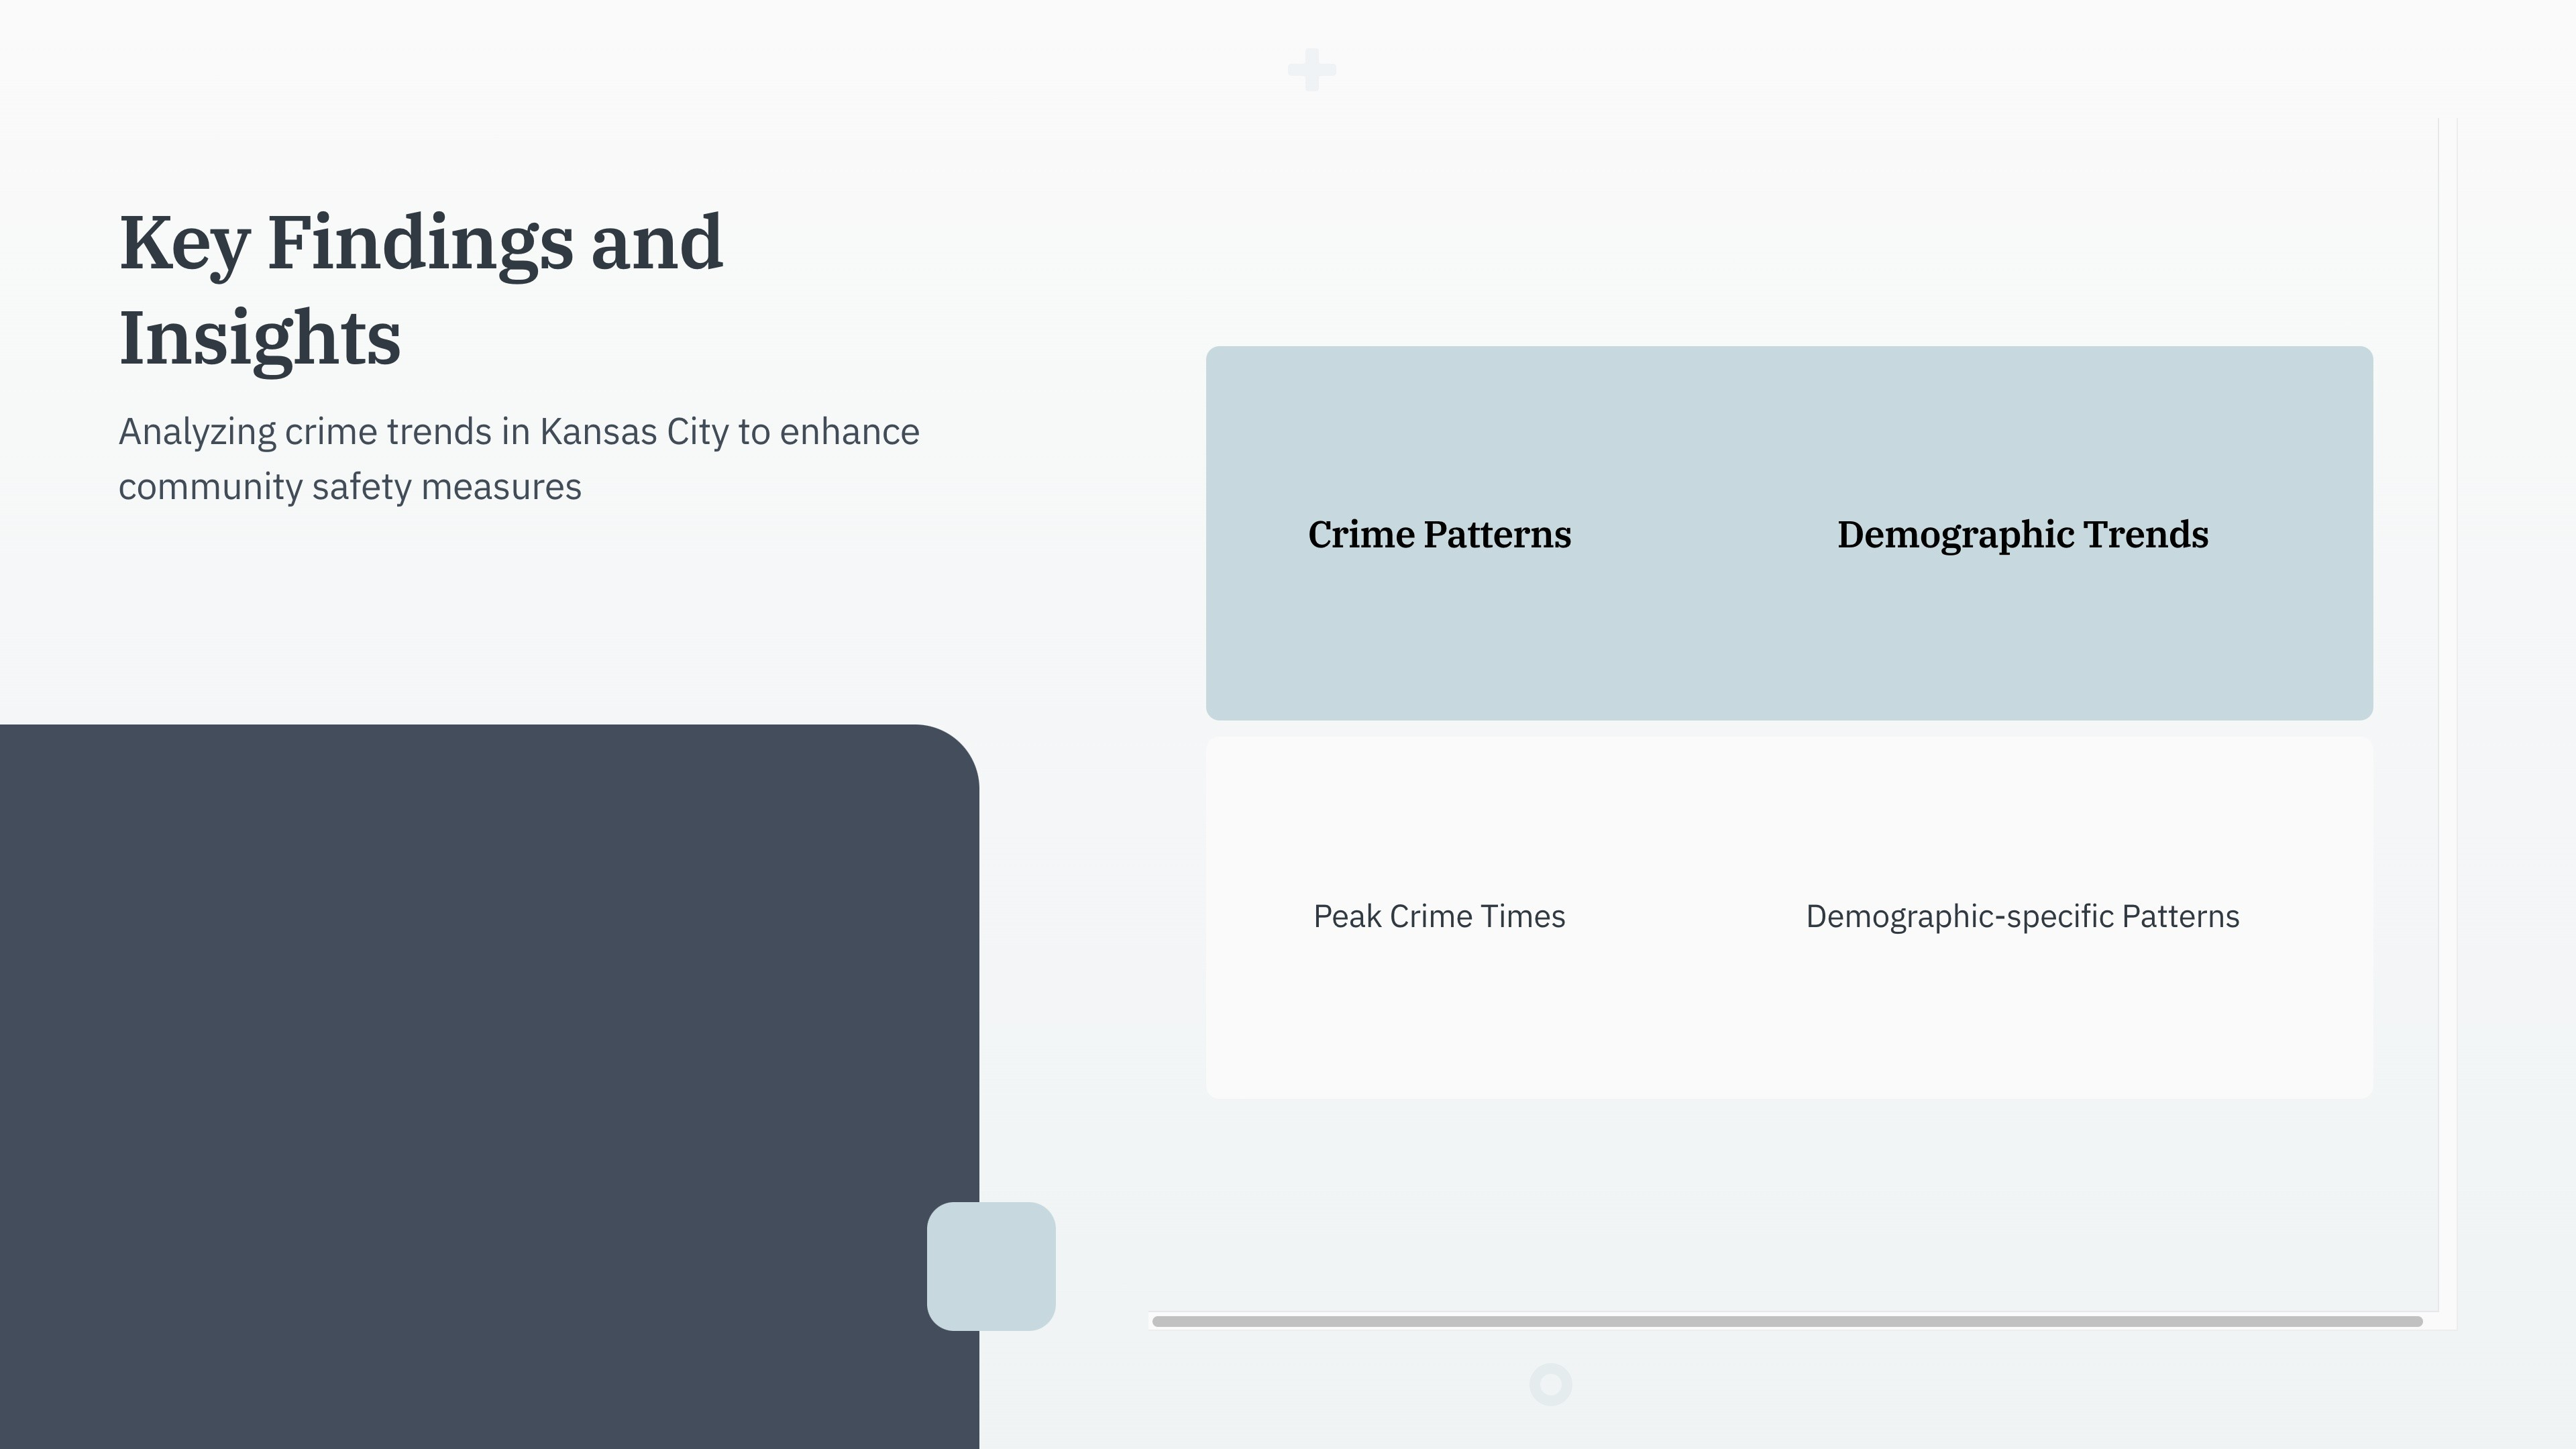 Key Findings and
Insights
Analyzing crime trends in Kansas City to enhance
community safety measures
Crime Patterns
Demographic Trends
Peak Crime Times
Demographic-specific Patterns